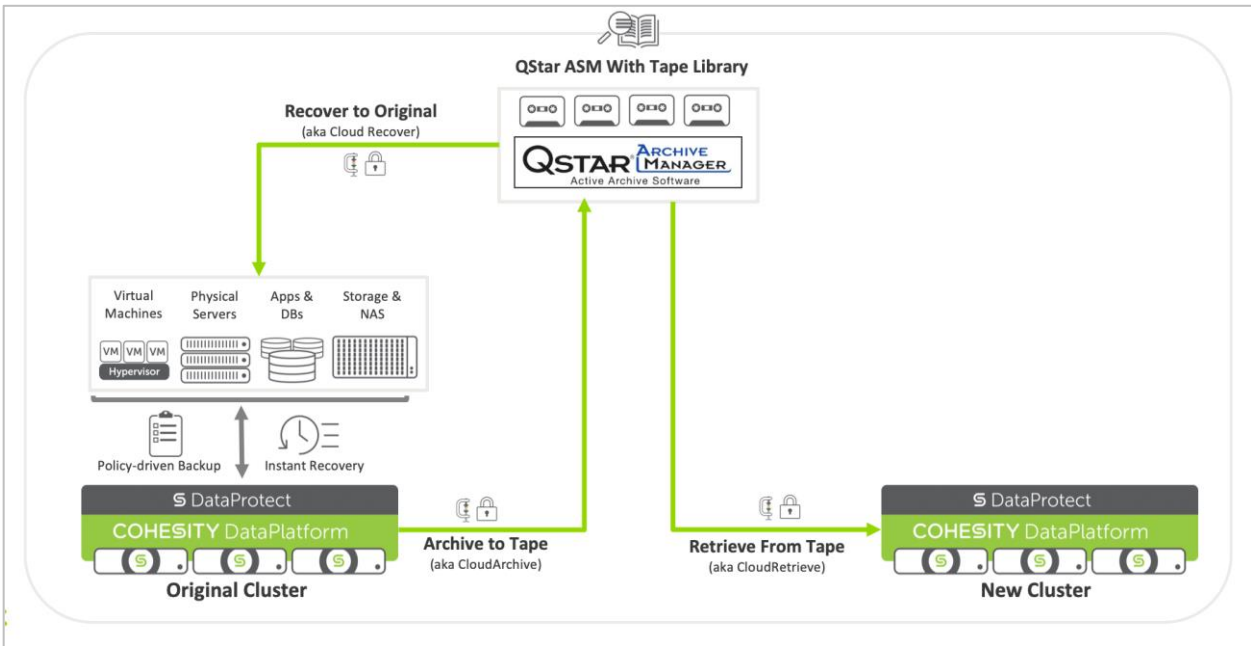 QStar ASM With Tape Library
Recover to Original
(aka Cloud Recover)
QSTAR ARCHIVE MANAGER
Active Archive Software
Virtual Machines
Physical Servers
Apps & DBs
Storage & NAS
VM VM VM
Hypervisor
Policy-driven Backup
Instant Recovery
DataProtect
COHESITY DataPlatform
Original Cluster
Archive to Tape
(aka CloudArchive)
Retrieve From Tape
(aka CloudRetrieve)
DataProtect
COHESITY DataPlatform
New Cluster